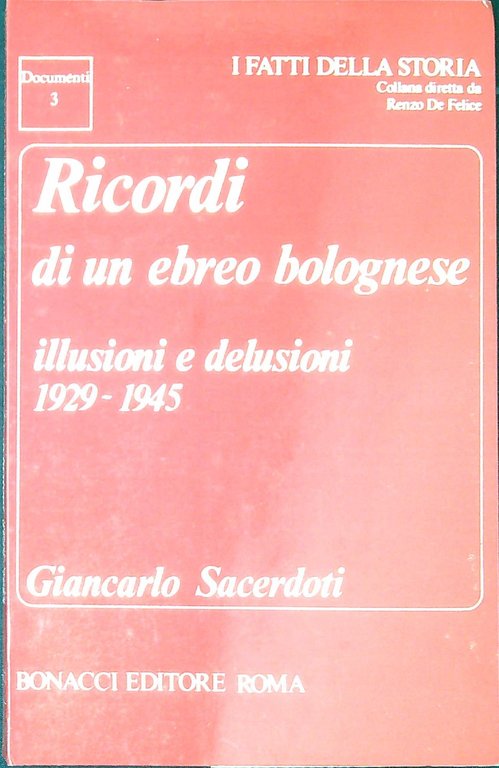 Documenti
3
I FATTI DELLA STORIA
Collana diretta da
Renzo De Felice
Ricordi
di un ebreo bolognese
illusioni e delusioni
1929 - 1945
Giancarlo Sacerdoti
BONACCI EDITORE ROMA